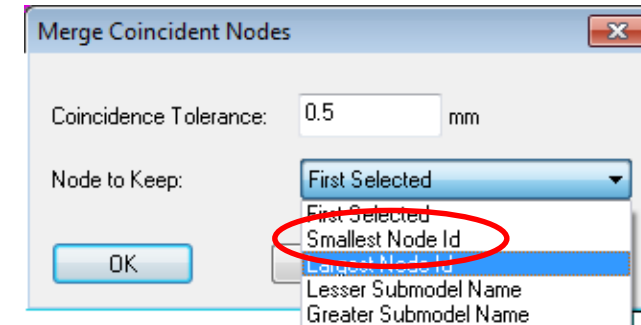 Merge Coincident Nodes
Coincidence Tolerance: 0.5 mm
Node to Keep: First Selected
First Selected
Smallest Node Id
OK
Largest Node Id
Lesser Submodel Name
Greater Submodel Name